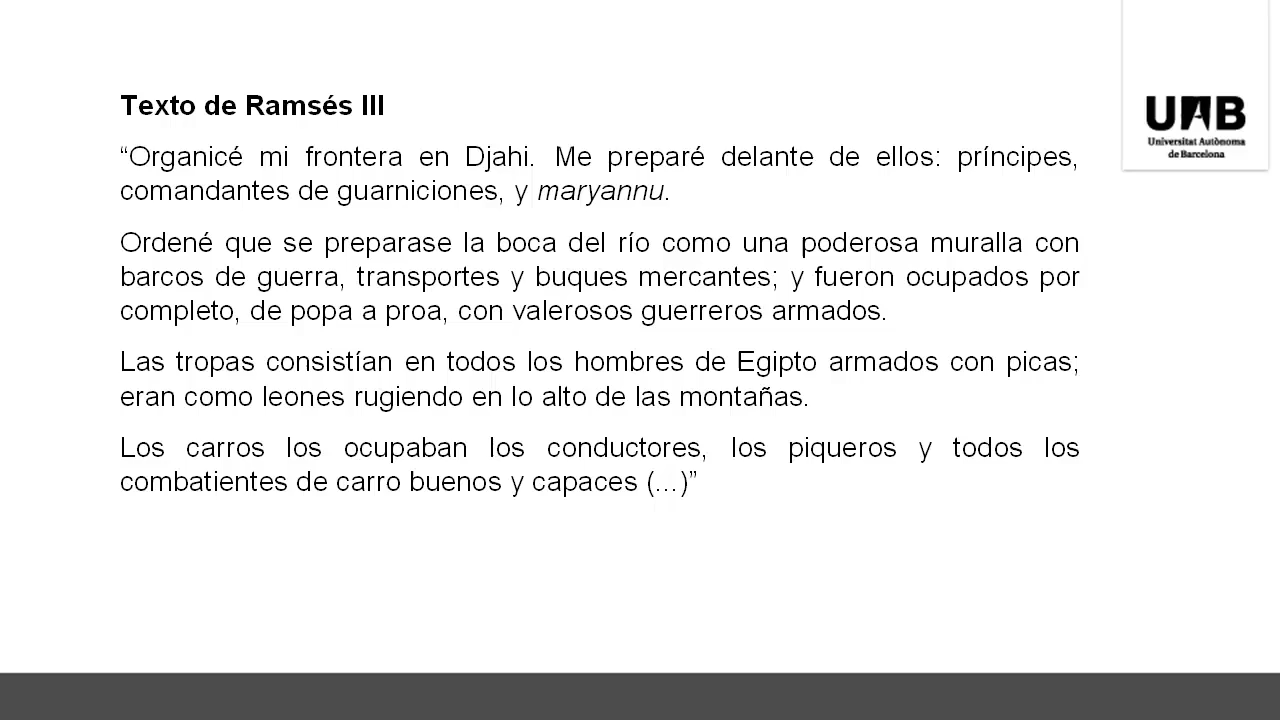 Texto de Ramsés III
“Organicé mi frontera en Djahi. Me preparé delante de ellos: príncipes,
comandantes de guarniciones, y maryannu.
Ordené que se preparase la boca del río como una poderosa muralla con
barcos de guerra, transportes y buques mercantes; y fueron ocupados por
completo, de popa a proa, con valerosos guerreros armados.
Las tropas consistían en todos los hombres de Egipto armados con picas;
eran como leones rugiendo en lo alto de las montañas.
Los carros los ocupaban los conductores, los piqueros y todos los
combatientes de carro buenos y capaces (...)”
UAB
Universitat Autònoma
de Barcelona